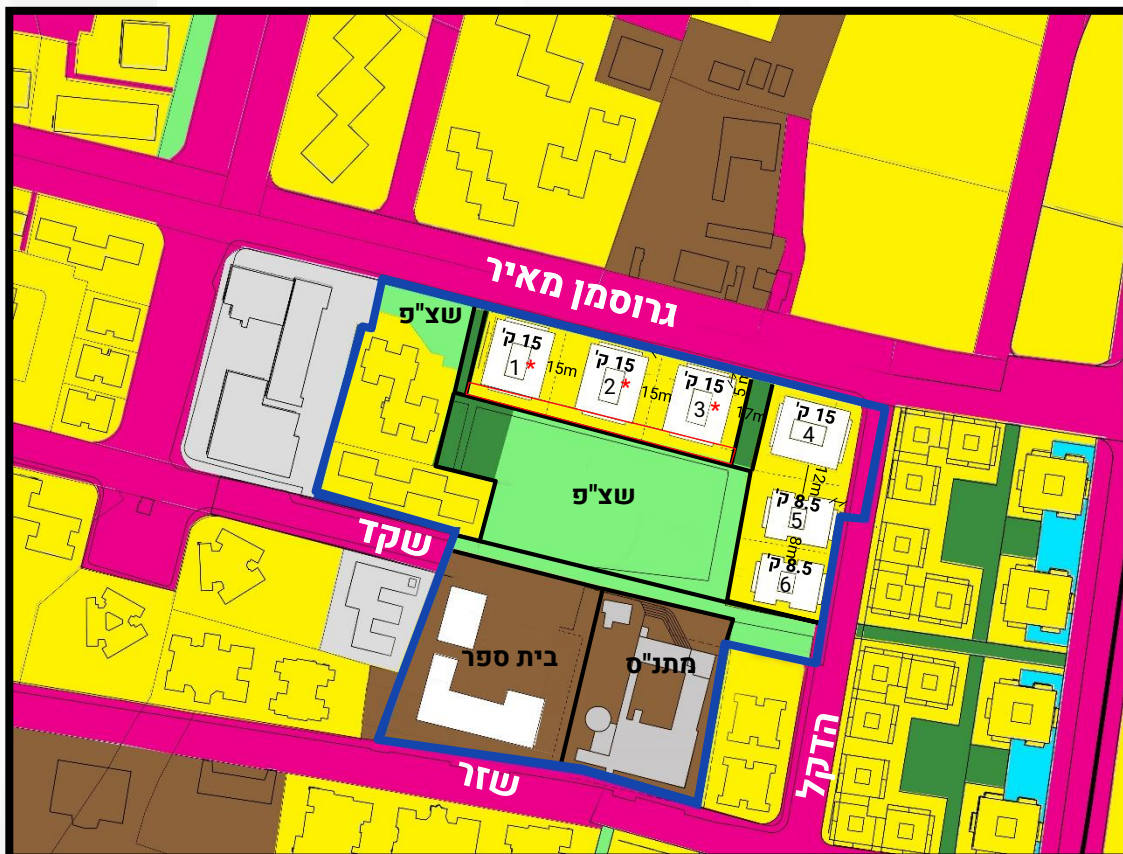 גרוסמן מאיר
שצ"פ
15 ק'
1*
15m
15 ק'
2*
15m
15 ק'
3*
17m
15 ק'
4
12m
8.5 ק'
5
8m
8.5 ק'
6
שצ"פ
שקד
בית ספר
מתנ"ס
הדקל
שזר